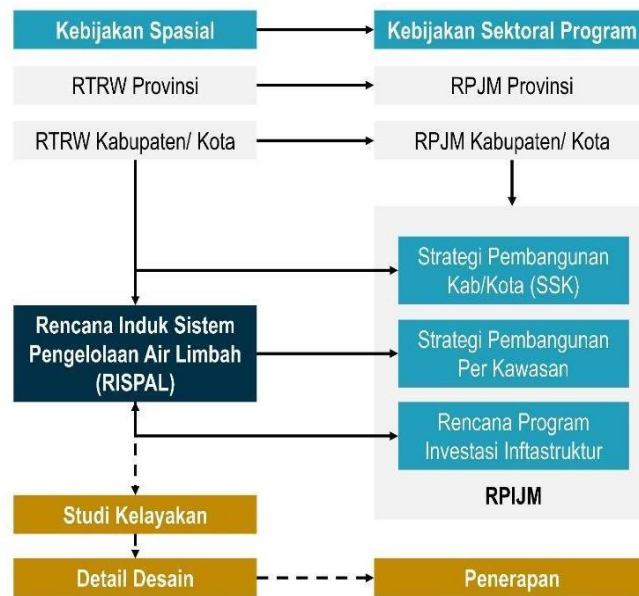 Kebijakan Spasial
Kebijakan Sektoral Program
RTRW Provinsi
RPJM Provinsi
RTRW Kabupaten/ Kota
RPJM Kabupaten/ Kota
Strategi Pembangunan
Kab/Kota (SSK)
Rencana Induk Sistem
Pengelolaan Air Limbah
(RISPAL)
Strategi Pembangunan
Per Kawasan
Rencana Program
Investasi Inftastruktur
RPIJM
Studi Kelayakan
Detail Desain
Penerapan